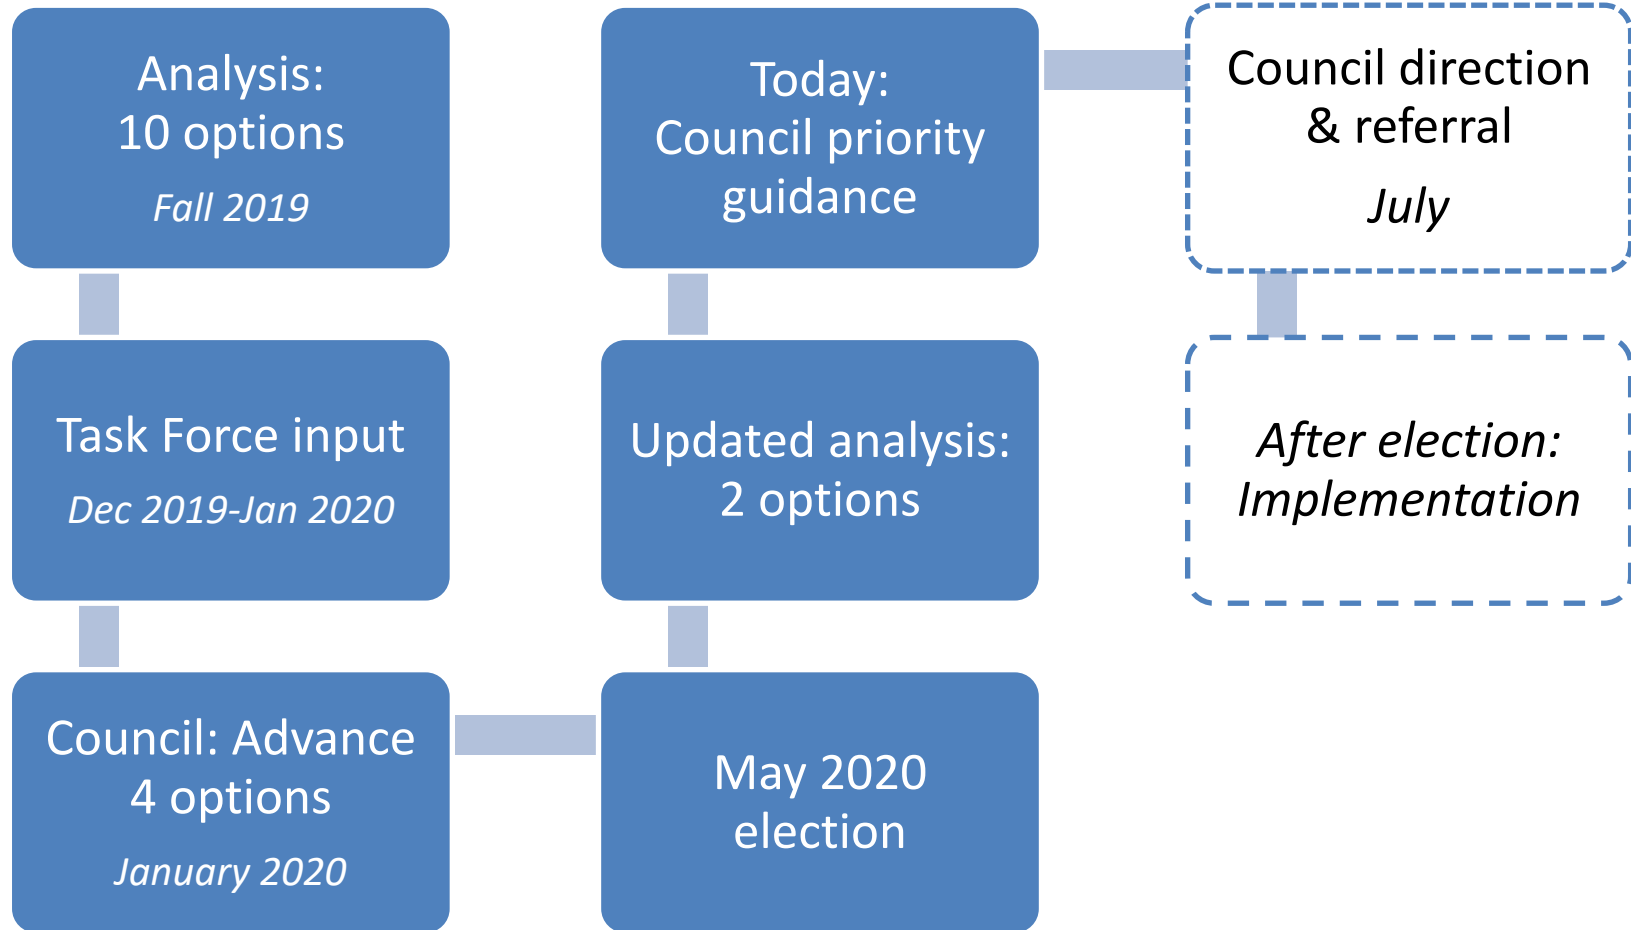 Analysis:
10 options
Fall 2019
Task Force input
Dec 2019-Jan 2020
Council: Advance
4 options
January 2020
May 2020
election
Updated analysis:
2 options
Today:
Council priority
guidance
Council direction
& referral
July
After election:
Implementation